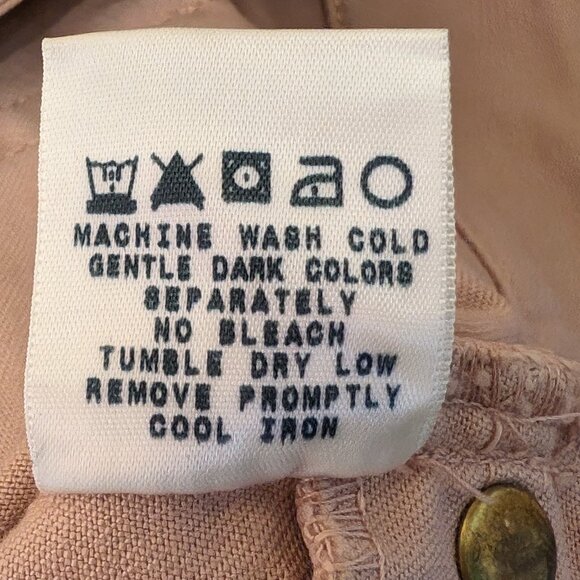 MACHINE WASH COLD
GENTLE DARK COLORS
SEPARATELY
NO BLEACH
TUMBLE DRY LOW
REMOVE PROMPTLY
COOL IRON